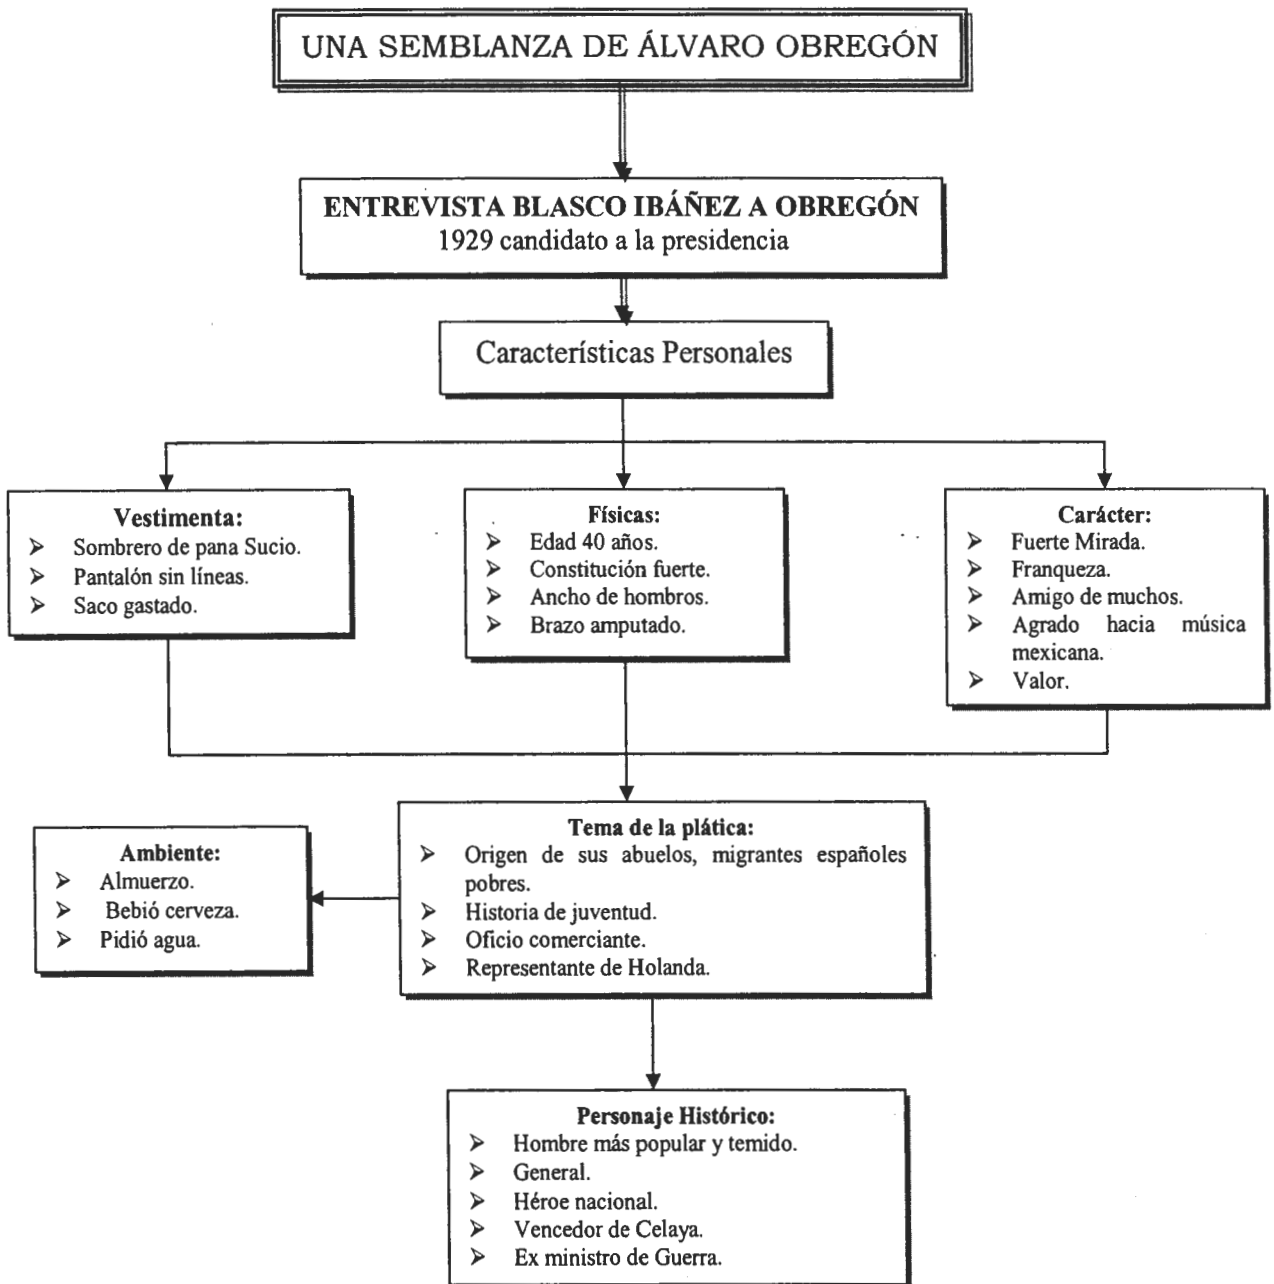 UNA SEMBLANZA DE ÁLVARO OBREGÓN
ENTREVISTA BLASCO IBÁÑEZ A OBREGÓN
1929 candidato a la presidencia
Características Personales
Vestimenta:
➢ Sombrero de pana Sucio.
➢ Pantalón sin líneas.
➢ Saco gastado.
Físicas:
➢ Edad 40 años.
➢ Constitución fuerte.
➢ Ancho de hombros.
➢ Brazo amputado.
Carácter:
➢ Fuerte Mirada.
➢ Franqueza.
➢ Amigo de muchos.
➢ Agrado hacia música
mexicana.
➢ Valor.
Ambiente:
➢ Almuerzo.
➢ Bebió cerveza.
➢ Pidió agua.
Tema de la plática:
➢ Origen de sus abuelos, migrantes españoles
pobres.
➢ Historia de juventud.
➢ Oficio comerciante.
➢ Representante de Holanda.
Personaje Histórico:
➢ Hombre más popular y temido.
➢ General.
➢ Héroe nacional.
➢ Vencedor de Celaya.
➢ Ex ministro de Guerra.